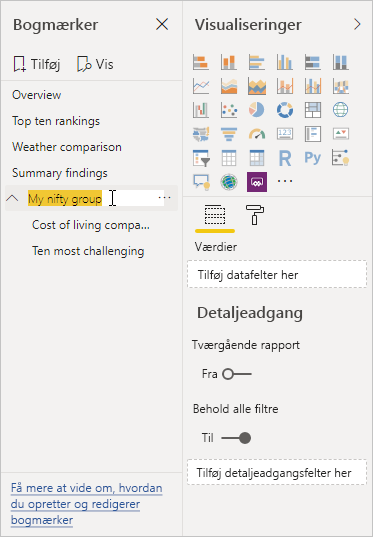 Bogmærker
Tilføj
Vis
Overview
Top ten rankings
Weather comparison
Summary findings
My nifty group
Cost of living compa...
Ten most challenging
Få mere at vide om, hvordan
du opretter og redigerer
bogmærker
Visualiseringer
123
R
Py
Værdier
Tilføj datafelter her
Detaljeadgang
Tværgående rapport
Fra
Behold alle filtre
Til
Tilføj detaljeadgangsfelter her